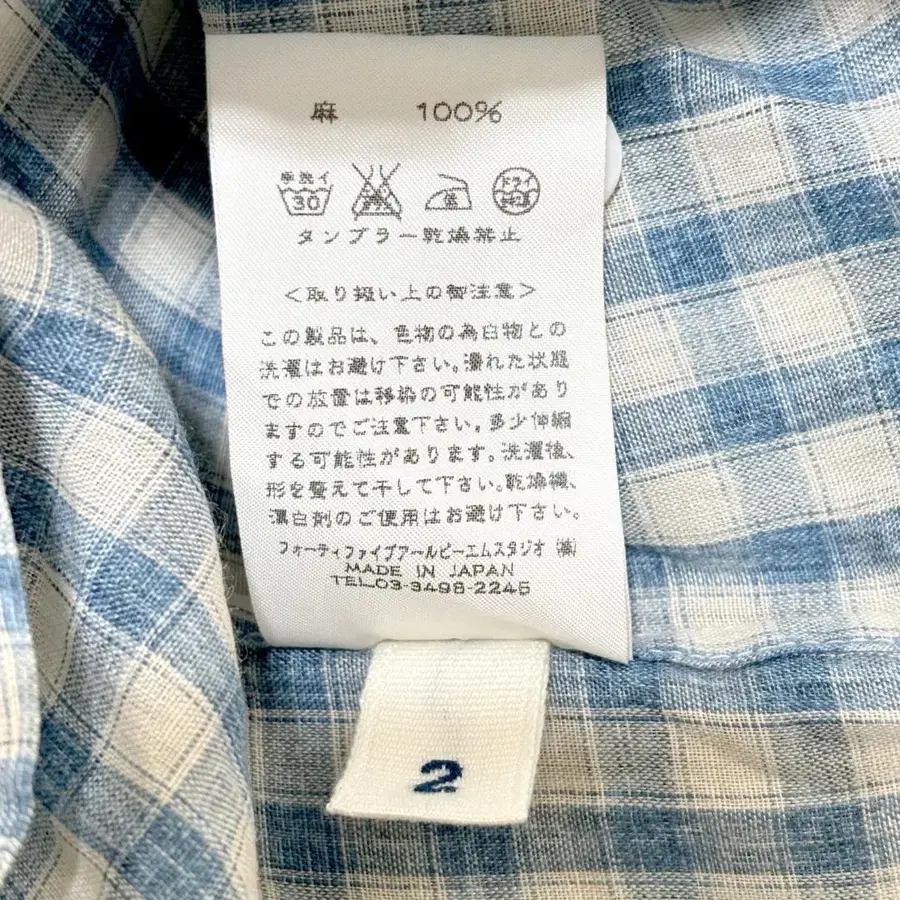 麻 100%
手洗イ 30 ドライ
タンブラー乾燥禁止
<取り扱い上の御注意>
この製品は、色物の為白物との
洗濯はお避け下さい。濡れた状態
での放置は移染の可能性があり
ますのでご注意下さい。多少伸縮
する可能性があります。洗濯後、
形を整えて干して下さい。乾燥機、
漂白剤のご使用はお避け下さい。
フォーティファイブアールピーエムスタジオ (株)
MADE IN JAPAN
TEL03-3498-2245
2